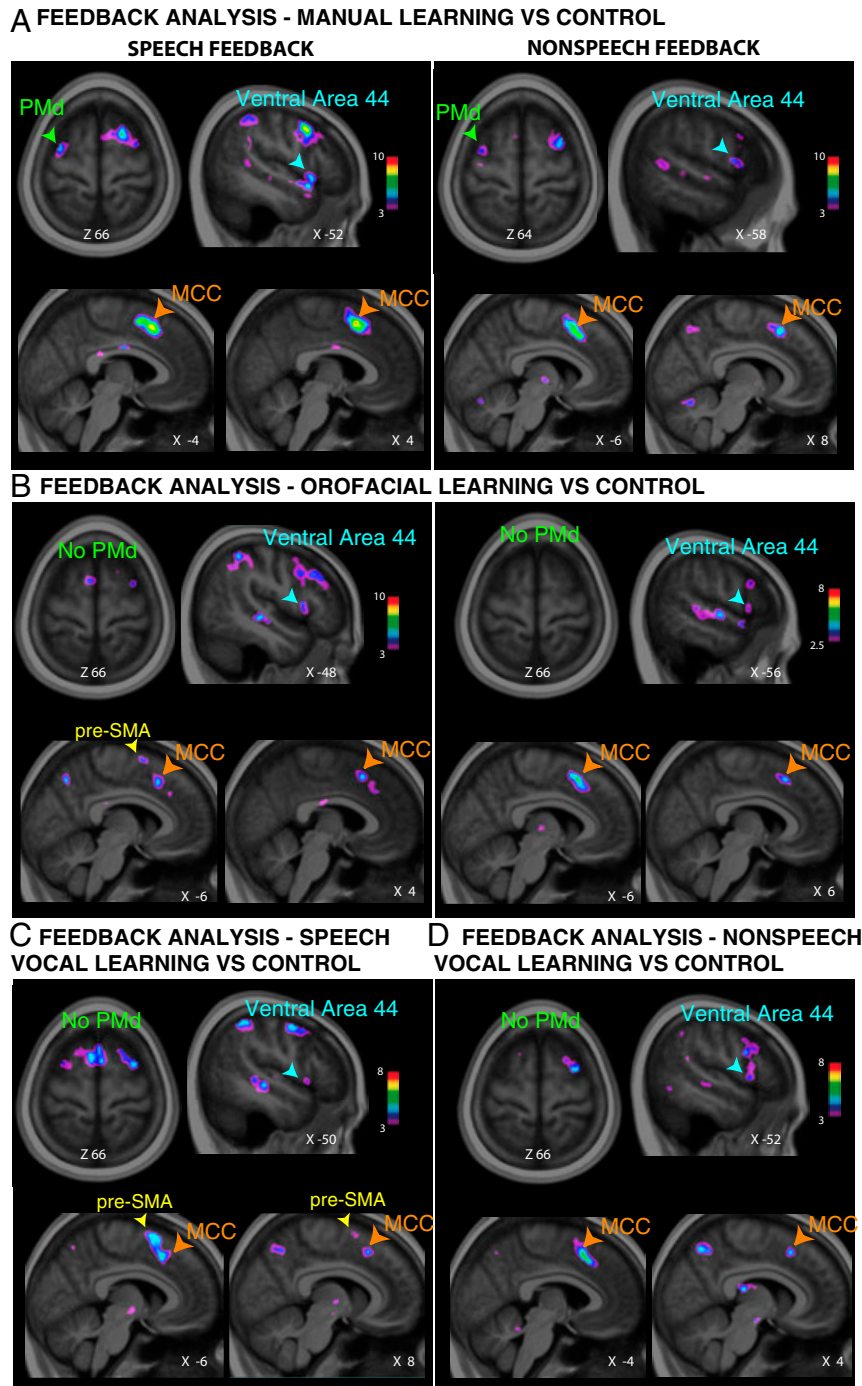 A FEEDBACK ANALYSIS - MANUAL LEARNING VS CONTROL
SPEECH FEEDBACK
NONSPEECH FEEDBACK
PMd
Ventral Area 44
10
3
Z 66
X -52
MCC
MCC
X -4
X 4
PMd
Ventral Area 44
10
3
Z 64
X -58
MCC
MCC
X -6
X 8
B FEEDBACK ANALYSIS - OROFACIAL LEARNING VS CONTROL
No PMd
Ventral Area 44
10
3
Z 66
X -48
pre-SMA
MCC
MCC
X -6
X 4
No PMd
Ventral Area 44
8
2.5
Z 66
X -56
MCC
MCC
X -6
X 6
C FEEDBACK ANALYSIS - SPEECH
VOCAL LEARNING VS CONTROL
No PMd
Ventral Area 44
8
3
Z 66
X -50
pre-SMA
MCC
pre-SMA
MCC
X -6
X 8
D FEEDBACK ANALYSIS - NONSPEECH
VOCAL LEARNING VS CONTROL
No PMd
Ventral Area 44
8
3
Z 66
X -52
MCC
MCC
X -4
X 4